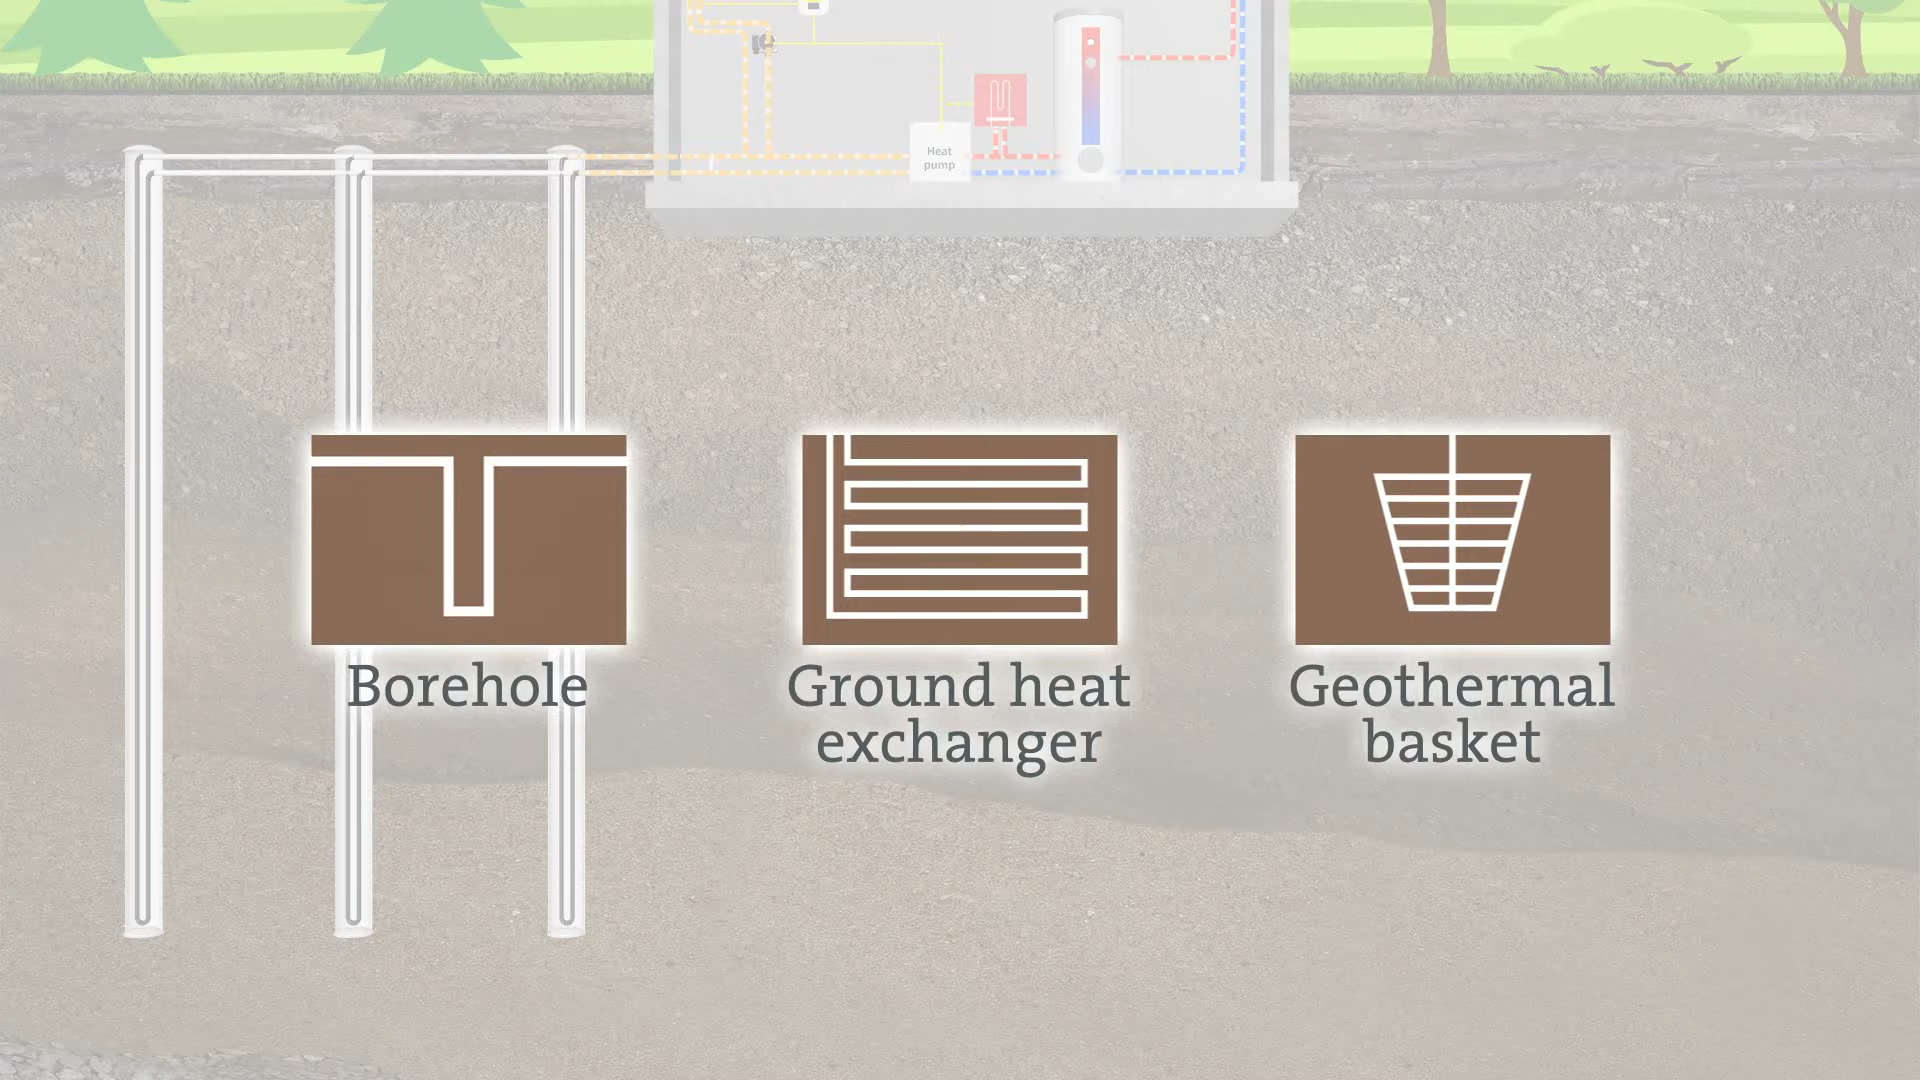 Heat
pump
Borehole
Ground heat
exchanger
Geothermal
basket